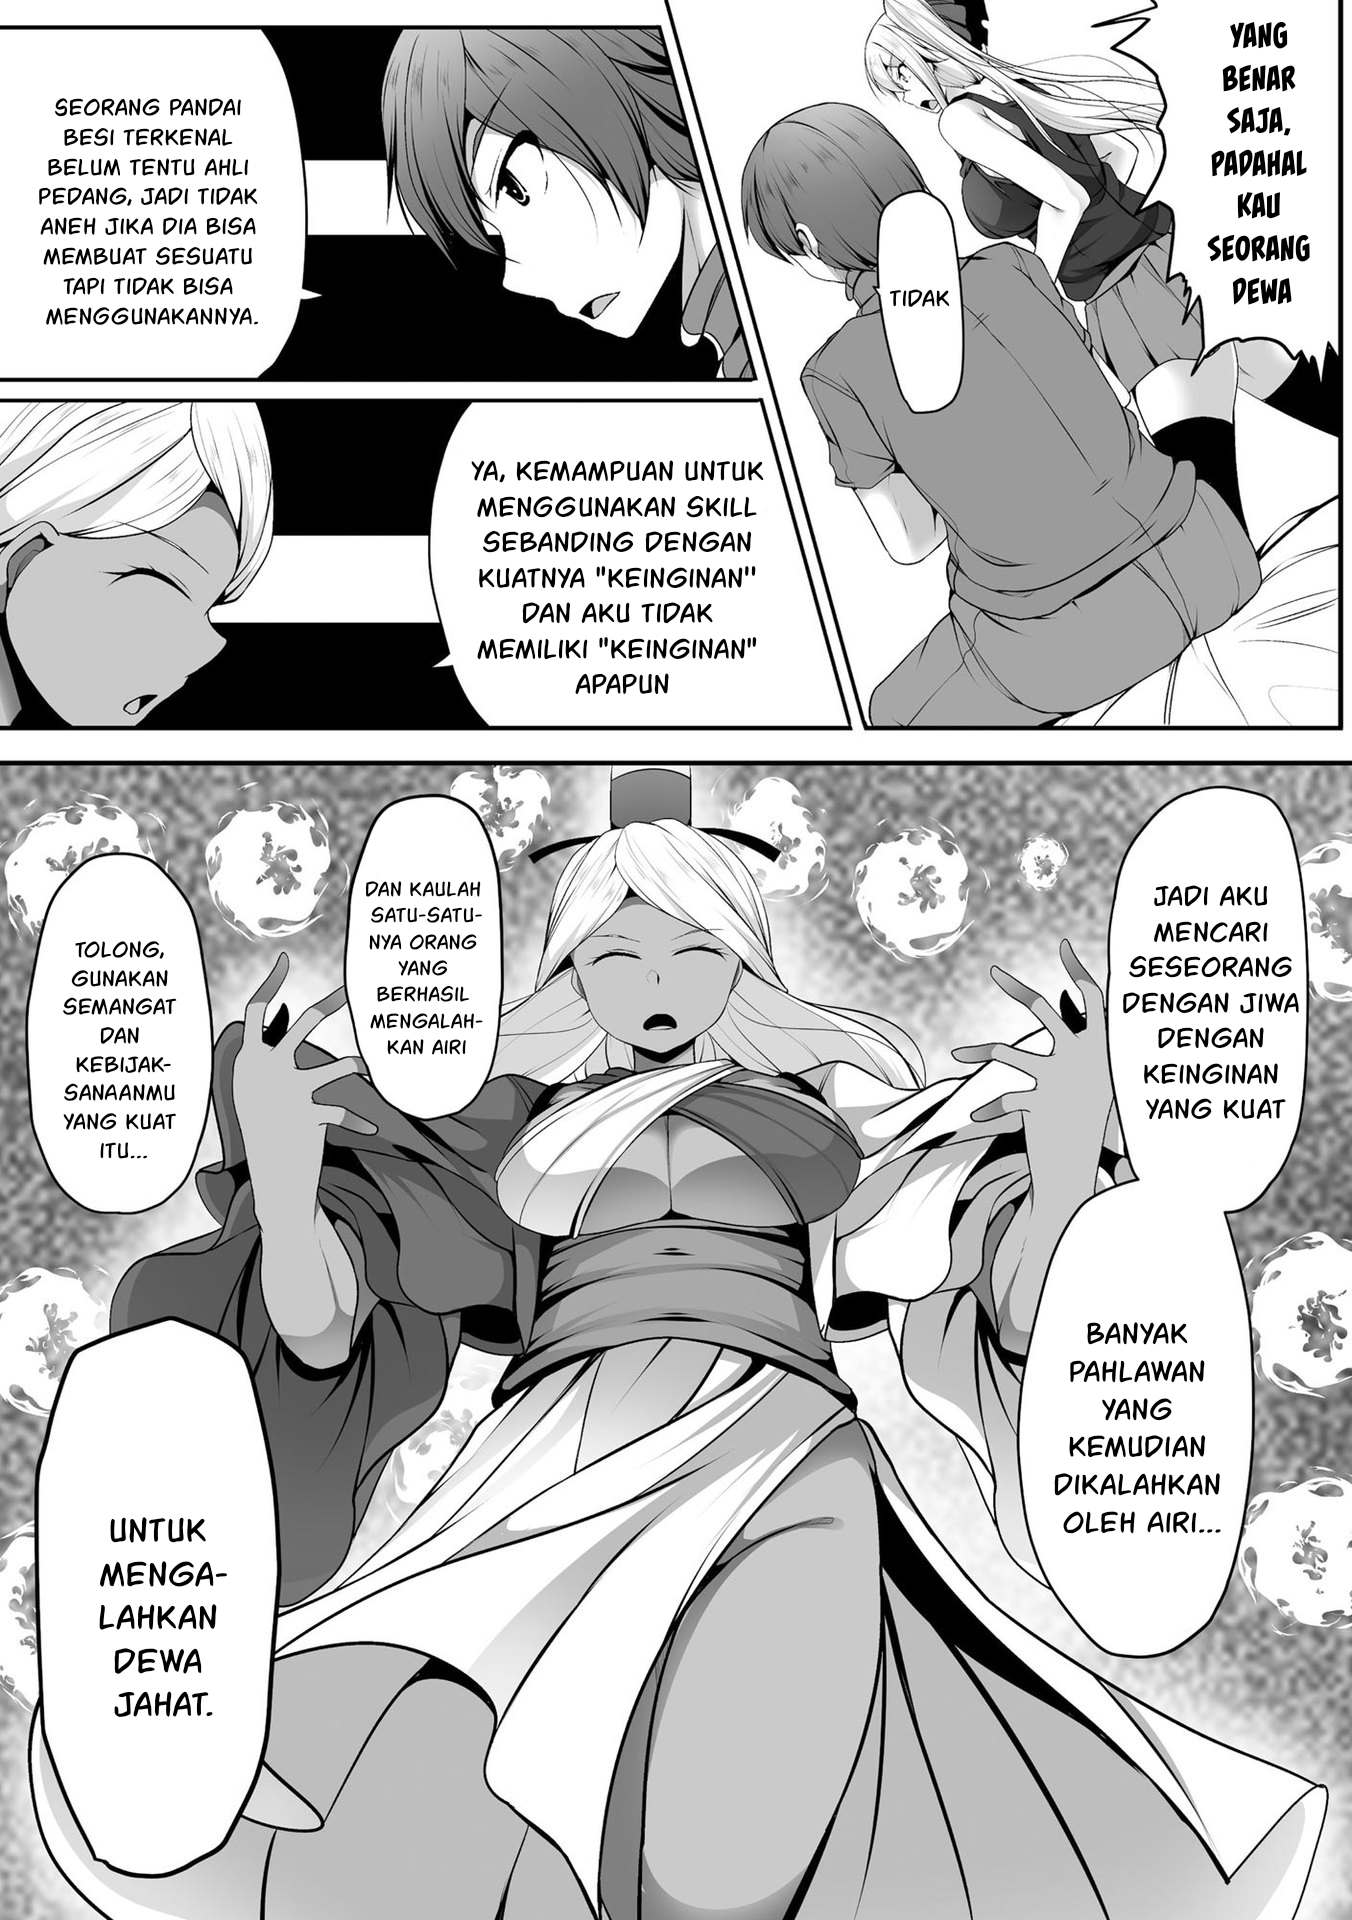 YANG
BENAR
SAJA,
PADAHAL
KAU
SEORANG
DEWA
TIDAK
SEORANG PANDAI
BESI TERKENAL
BELUM TENTU AHLI
PEDANG, JADI TIDAK
ANEH JIKA DIA BISA
MEMBUAT SESUATU
TAPI TIDAK BISA
MENGGUNAKANNYA.
YA, KEMAMPUAN UNTUK
MENGGUNAKAN SKILL
SEBANDING DENGAN
KUATNYA "KEINGINAN"
DAN AKU TIDAK
MEMILIKI "KEINGINAN"
APAPUN
JADI AKU
MENCARI
SESEORANG
DENGAN JIWA
DENGAN
KEINGINAN
YANG KUAT
BANYAK
PAHLAWAN
YANG
KEMUDIAN
DIKALAHKAN
OLEH AIRI...
DAN KAULAH
SATU-SATU-
NYA ORANG
YANG
BERHASIL
MENGALAH-
KAN AIRI
TOLONG,
GUNAKAN
SEMANGAT
DAN
KEBIJAK-
SANAANMU
YANG KUAT
ITU...
UNTUK
MENGA-
LAHKAN
DEWA
JAHAT.